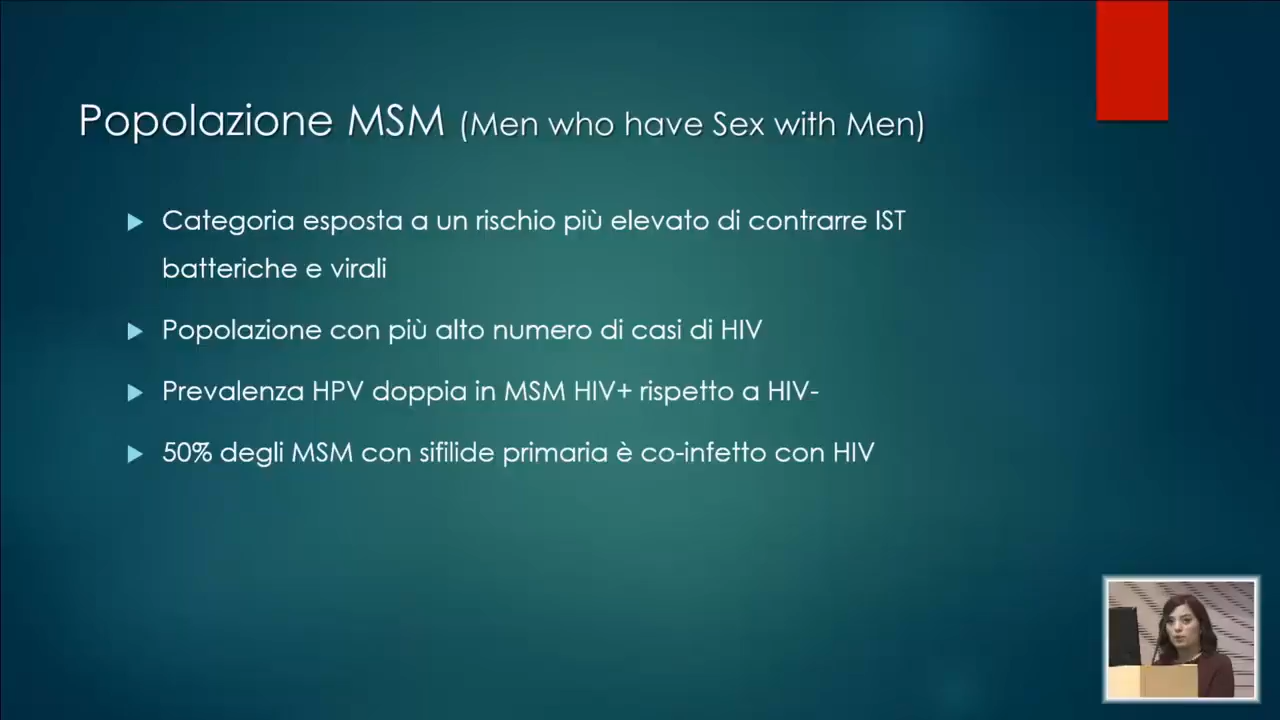 Popolazione MSM (Men who have Sex with Men)
Categoria esposta a un rischio più elevato di contrarre IST
batteriche e virali
Popolazione con più alto numero di casi di HIV
Prevalenza HPV doppia in MSM HIV+ rispetto a HIV-
50% degli MSM con sifilide primaria è co-infetto con HIV